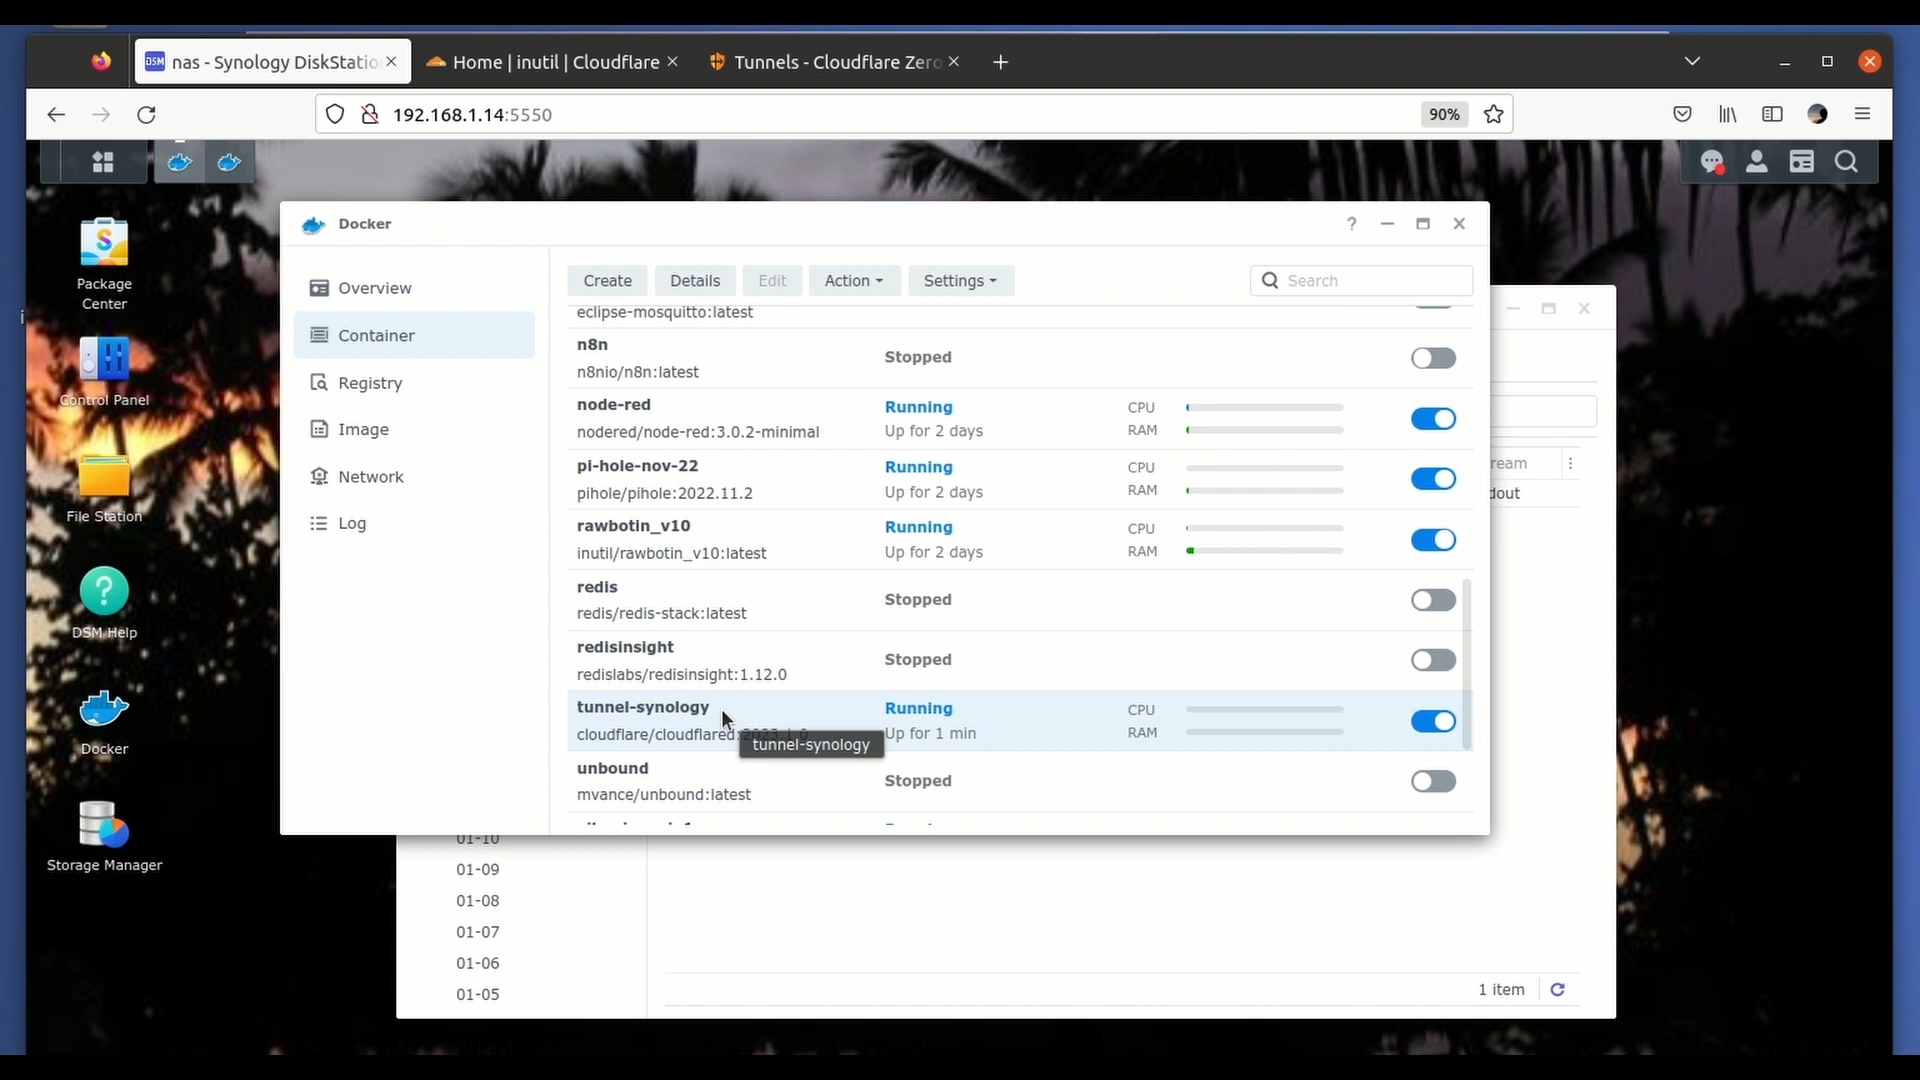 nas - Synology DiskStatio
Home | inutil | Cloudflare
Tunnels - Cloudflare Zero
192.168.1.14:5550
90%
Package
Center
Control Panel
File Station
DSM Help
Docker
Storage Manager
Docker
Overview
Container
Registry
Image
Network
Log
Create
Details
Edit
Action
Settings
Search
eclipse-mosquitto:latest
n8n
n8nio/n8n:latest
Stopped
node-red
nodered/node-red:3.0.2-minimal
Running
Up for 2 days
CPU
RAM
pi-hole-nov-22
pihole/pihole:2022.11.2
Running
Up for 2 days
CPU
RAM
rawbotin_v10
inutil/rawbotin_v10:latest
Running
Up for 2 days
CPU
RAM
redis
redis/redis-stack:latest
Stopped
redisinsight
redislabs/redisinsight:1.12.0
Stopped
tunnel-synology
cloudflare/cloudflared:2023.1.0
Running
Up for 1 min
CPU
RAM
tunnel-synology
unbound
mvance/unbound:latest
Stopped
ream
dout
01-10
01-09
01-08
01-07
01-06
01-05
1 item